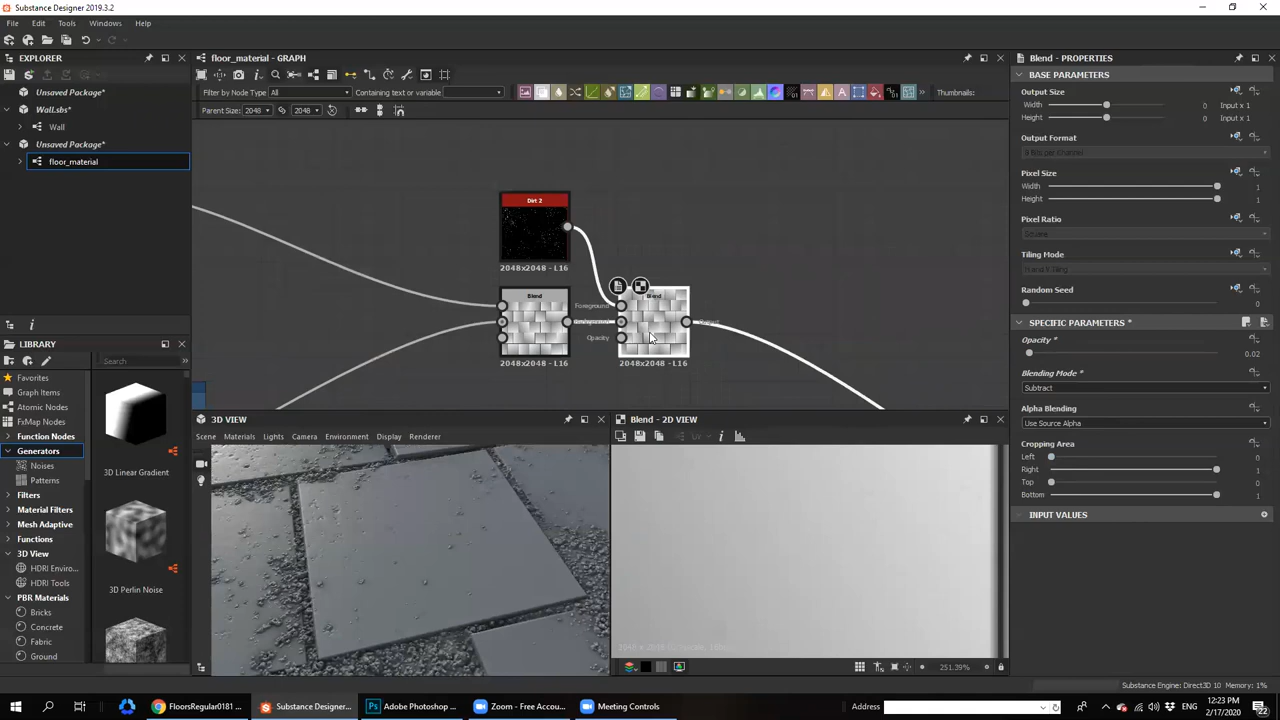 Substance Designer 2019.3.2
File Edit Tools Windows Help
EXPLORER
Unsaved Package*
Wall.sbs*
Wall
Unsaved Package*
floor_material
LIBRARY
Search
Favorites
Graph Items
Atomic Nodes
FxMap Nodes
Function Nodes
Generators
Noises
Patterns
Filters
Material Filters
Mesh Adaptive
Functions
3D View
HDRI Enviro...
HDRI Tools
PBR Materials
Bricks
Concrete
Fabric
Ground
3D Linear Gradient
3D Perlin Noise
floor_material - GRAPH
Filter by Node Type All Containing text or variable Thumbnails:
Parent Size: 2048 2048
Dirt 2
2048x2048 - L16
Blend
2048x2048 - L16
Foreground
Opacity
Blend
2048x2048 - L16
3D VIEW
Scene Materials Lights Camera Environment Display Renderer
Blend - 2D VIEW
UV
251.39%
Blend - PROPERTIES
BASE PARAMETERS
Output Size
Width 0 Input x 1
Height 0 Input x 1
Output Format
Pixel Size
Width 1
Height 1
Pixel Ratio
Square
Tiling Mode
Random Seed
0
SPECIFIC PARAMETERS *
Opacity *
0.02
Blending Mode *
Subtract
Alpha Blending
Use Source Alpha
Cropping Area
Left 0
Right 1
Top 0
Bottom 1
INPUT VALUES
Substance Engine: Direct3D 10 Memory: 1%
FloorsRegular0181 ...
Substance Designer...
Adobe Photoshop ...
Zoom - Free Accou...
Meeting Controls
Address
ENG
12:23 PM
2/17/2020
22